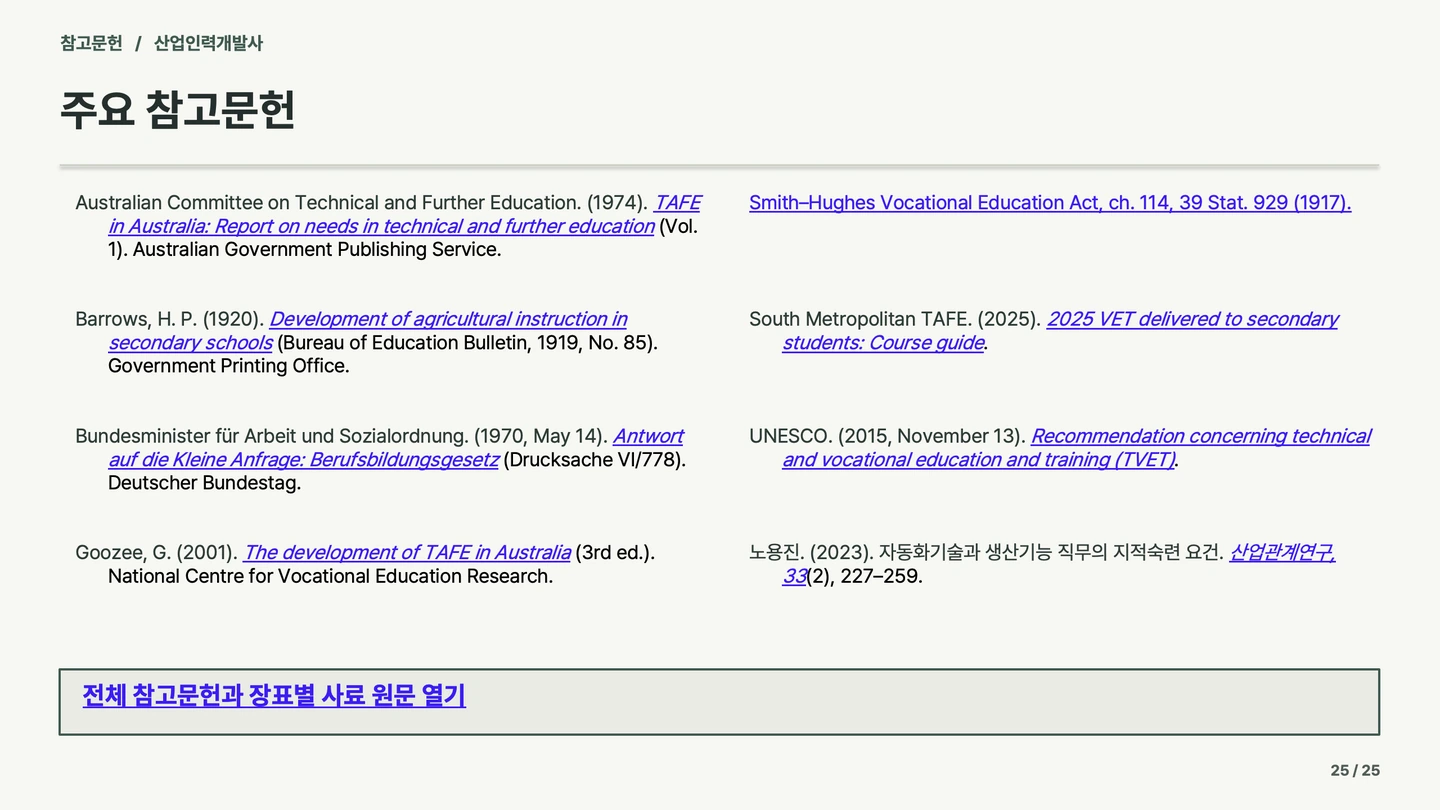 참고문헌 / 산업인력개발사
주요 참고문헌
Australian Committee on Technical and Further Education. (1974). TAFE
in Australia: Report on needs in technical and further education (Vol.
1). Australian Government Publishing Service.
Barrows, H. P. (1920). Development of agricultural instruction in
secondary schools (Bureau of Education Bulletin, 1919, No. 85).
Government Printing Office.
Bundesminister für Arbeit und Sozialordnung. (1970, May 14). Antwort
auf die Kleine Anfrage: Berufsbildungsgesetz (Drucksache VI/778).
Deutscher Bundestag.
Goozee, G. (2001). The development of TAFE in Australia (3rd ed.).
National Centre for Vocational Education Research.
Smith–Hughes Vocational Education Act, ch. 114, 39 Stat. 929 (1917).
South Metropolitan TAFE. (2025). 2025 VET delivered to secondary
students: Course guide.
UNESCO. (2015, November 13). Recommendation concerning technical
and vocational education and training (TVET).
노용진. (2023). 자동화기술과 생산기능 직무의 지적숙련 요건. 산업관계연구,
33(2), 227–259.
전체 참고문헌과 장표별 사료 원문 열기
25 / 25